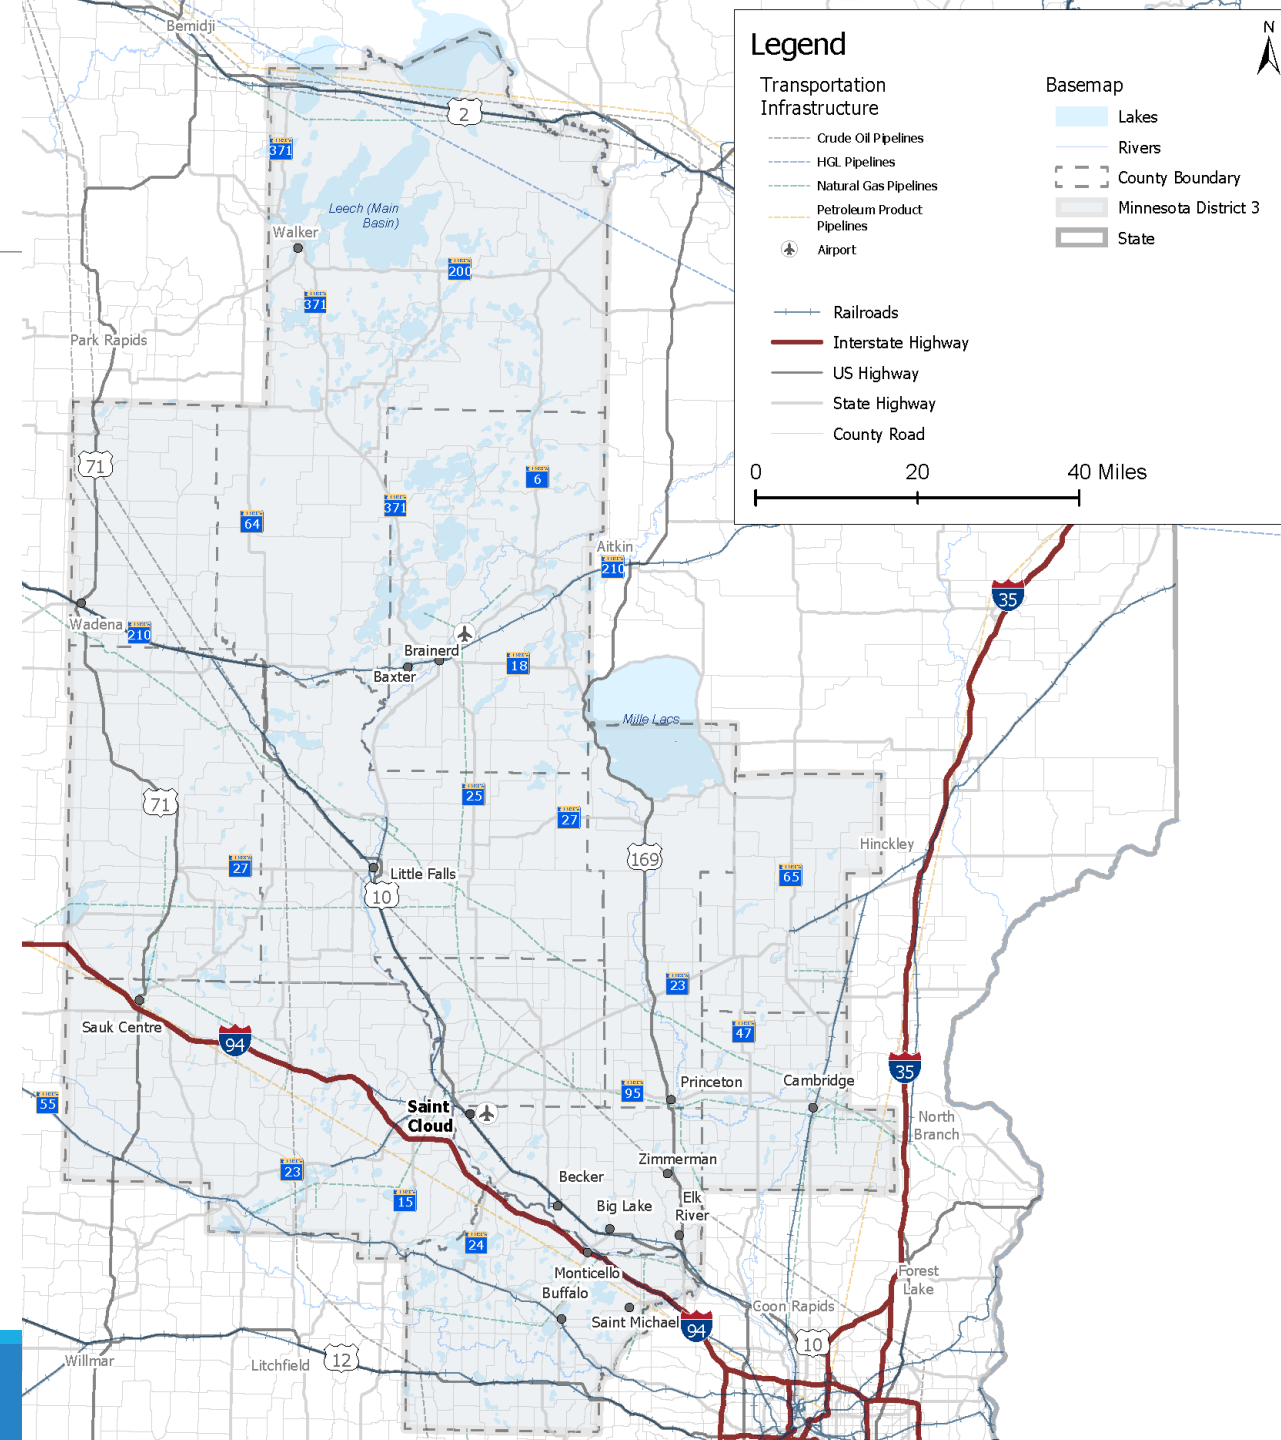 Bemidji
Legend
N
Transportation
Infrastructure
Crude Oil Pipelines
HGL Pipelines
Natural Gas Pipelines
Petroleum Product
Pipelines
Airport
Railroads
Interstate Highway
US Highway
State Highway
County Road
Basemap
Lakes
Rivers
County Boundary
Minnesota District 3
State
0 20 40 Miles
2
371
Leech (Main
Basin)
Walker
200
371
Park Rapids
71
6
371
64
Aitkin
210
35
Wadena
210
Brainerd
Baxter
18
Mille Lacs
71
25
27
Hinckley
169
27
65
Little Falls
10
23
Sauk Centre
94
47
35
Princeton
Cambridge
95
55
Saint
Cloud
North
Branch
Zimmerman
23
Becker
15
Big Lake
Elk
River
24
Monticello
Forest
Lake
Buffalo
Coon Rapids
Saint Michael
94
10
Willmar
Litchfield
12